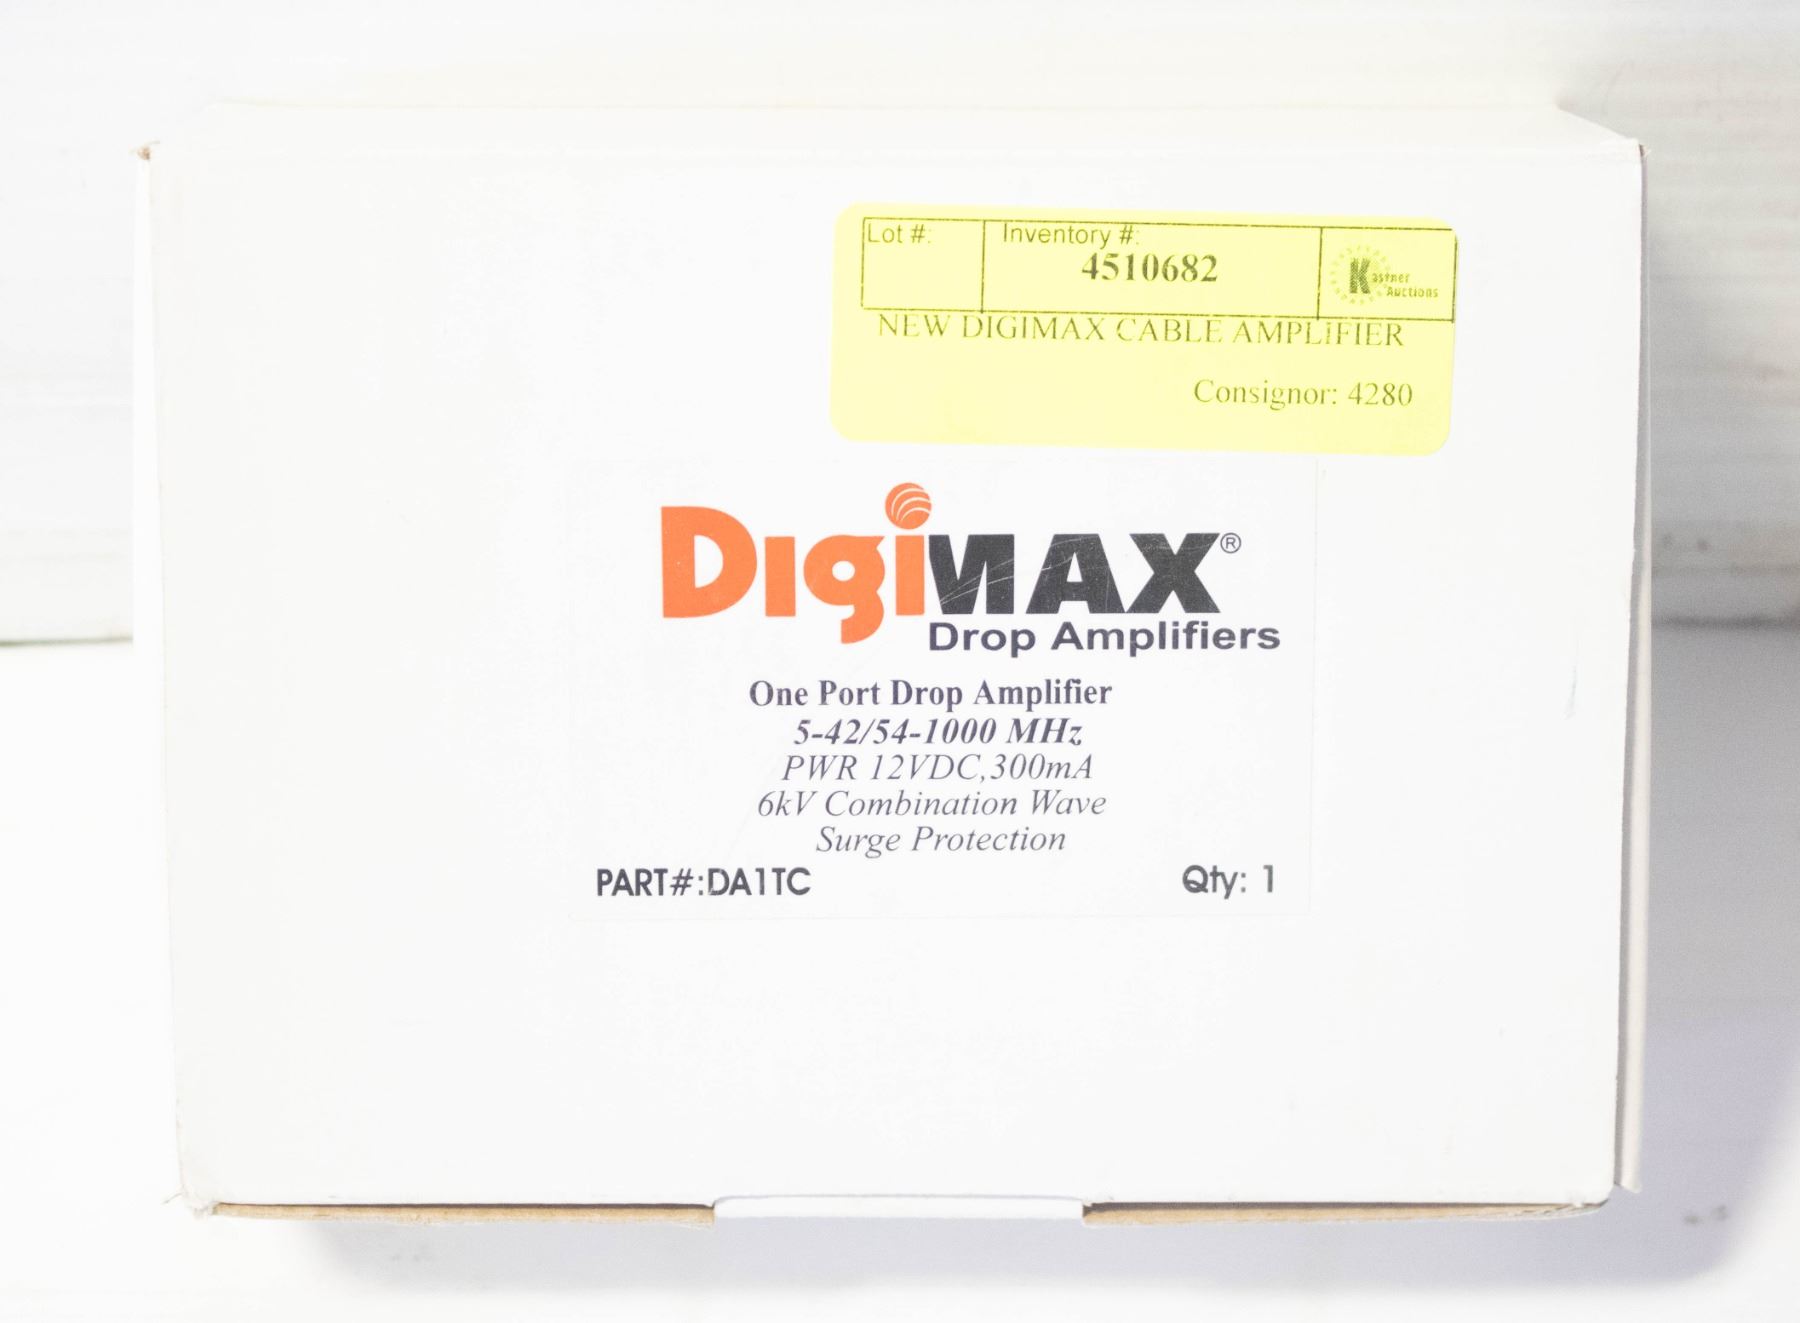 Lot #:
Inventory #:
4510682
Kastner
Auctions
NEW DIGIMAX CABLE AMPLIFIER
Consignor: 4280
DigiMAX®
Drop Amplifiers
One Port Drop Amplifier
5-42/54-1000 MHz
PWR 12VDC,300mA
6kV Combination Wave
Surge Protection
PART#:DA1TC
Qty: 1